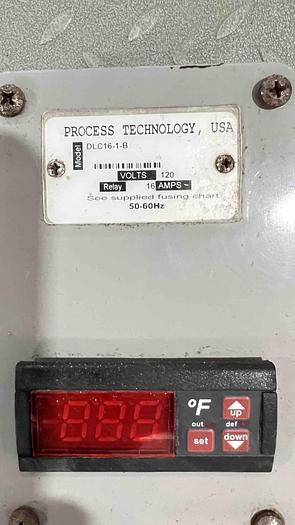 PROCESS TECHNOLOGY, USA
Model DLC16-1-B
VOLTS 120
Relay 16 AMPS ~
See supplied fusing chart
50-60Hz
ºF
up
out def
set down